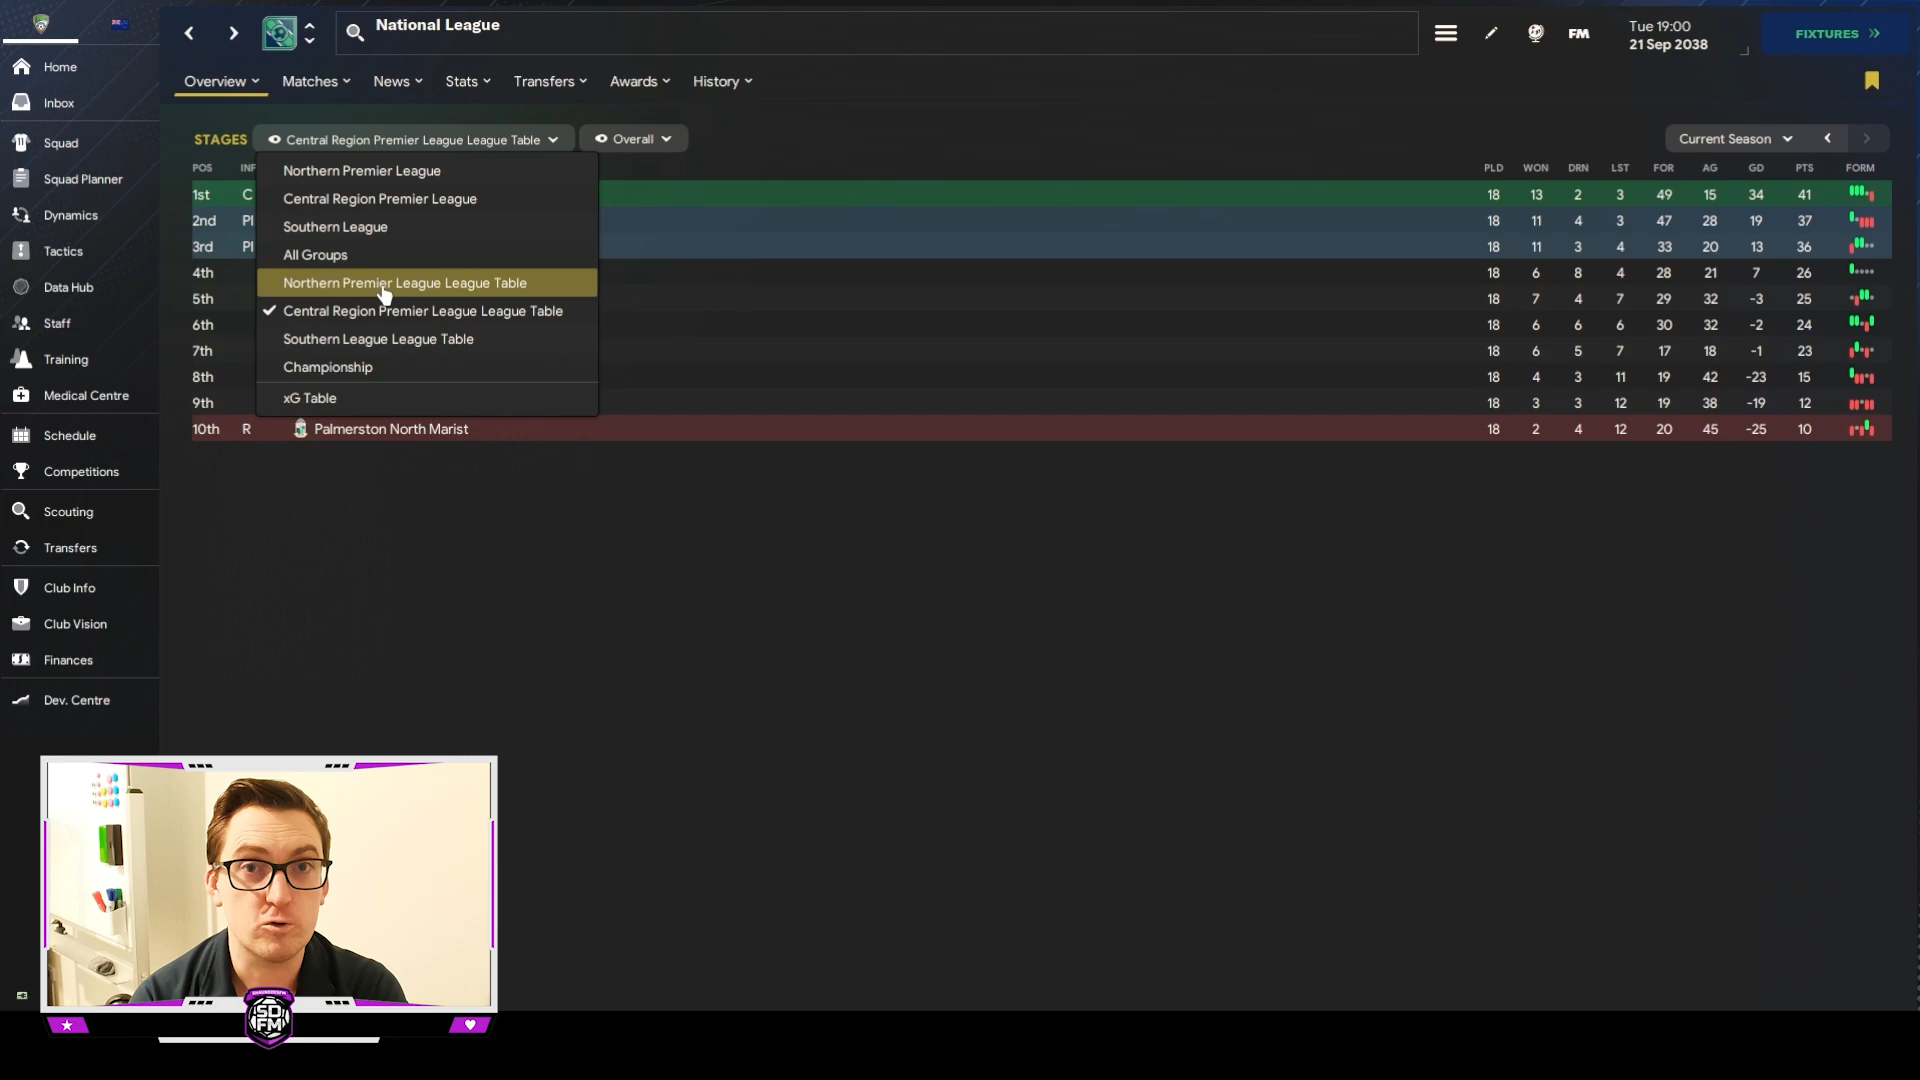 National League
FM
Tue 19:00
21 Sep 2038
FIXTURES
Overview Matches News Stats Transfers Awards History
Home
Inbox
Squad
Squad Planner
Dynamics
Tactics
Data Hub
Staff
Training
Medical Centre
Schedule
Competitions
Scouting
Transfers
Club Info
Club Vision
Finances
Dev. Centre
STAGES Central Region Premier League League Table Overall Current Season
POS INF PLD WON DRN LST FOR AG GD PTS FORM
Northern Premier League
Central Region Premier League
Southern League
All Groups
Northern Premier League League Table
Central Region Premier League League Table
Southern League League Table
Championship
xG Table
1st C 18 13 2 3 49 15 34 41
2nd Pl 18 11 4 3 47 28 19 37
3rd Pl 18 11 3 4 33 20 13 36
4th 18 6 8 4 28 21 7 26
5th 18 7 4 7 29 32 -3 25
6th 18 6 6 6 30 32 -2 24
7th 18 6 5 7 17 18 -1 23
8th 18 4 3 11 19 42 -23 15
9th 18 3 3 12 19 38 -19 12
10th R Palmerston North Marist 18 2 4 12 20 45 -25 10
SD
FM